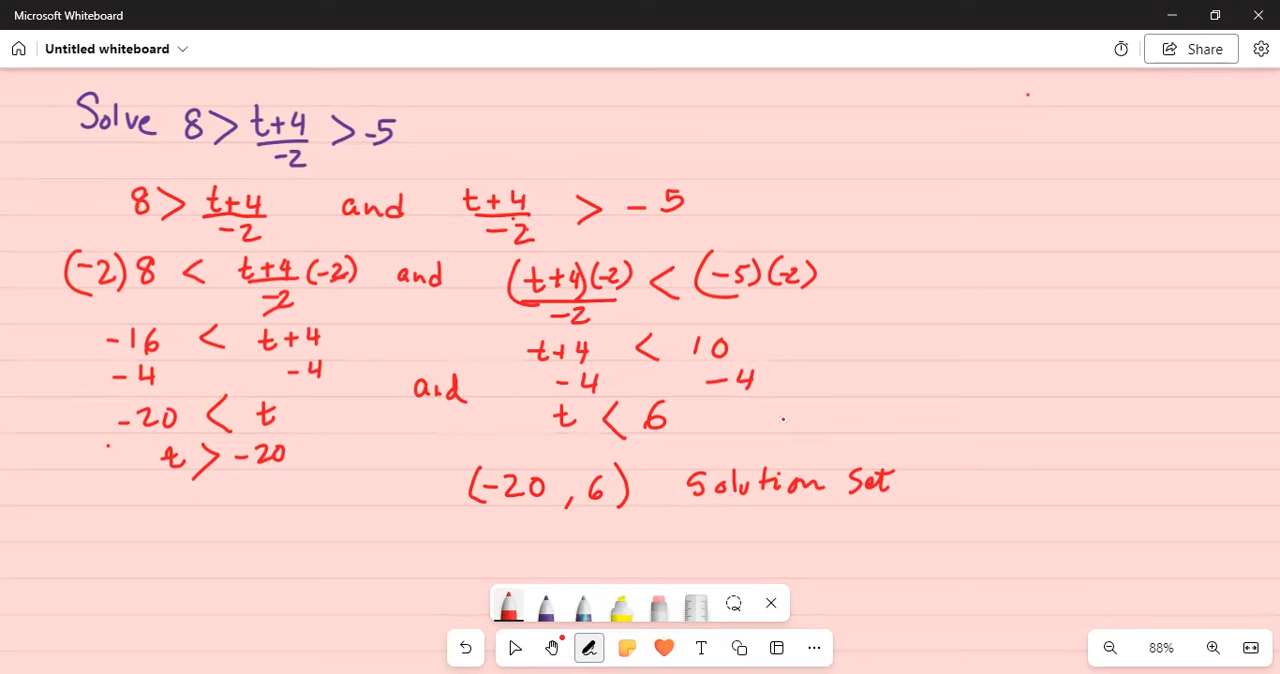 Microsoft Whiteboard
Untitled whiteboard
Share
Solve 8 > t+4/-2 > -5
8 > t+4/-2 and t+4/-2 > -5
(-2) 8 < t+4/-2 (-2) and (t+4)(-2)/-2 < (-5)(-2)
-16 < t+4 t+4 < 10
-4 -4 and -4 -4
-20 < t t < 6
t > -20
(-20, 6) Solution Set
88%